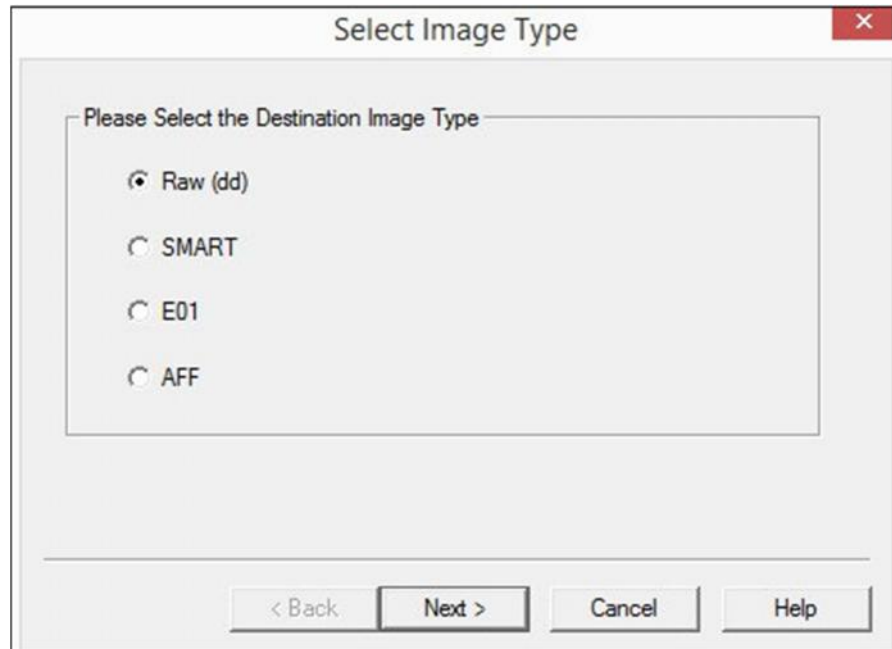 Select Image Type
Please Select the Destination Image Type
Raw (dd)
SMART
E01
AFF
< Back Next > Cancel Help